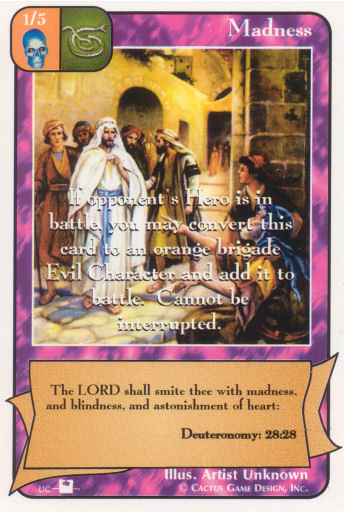 1/5
Madness
If opponent's Hero is in
battle, you may convert this
card to an orange brigade
Evil Character and add it to
battle. Cannot be
interrupted.
The LORD shall smite thee with madness,
and blindness, and astonishment of heart:
Deuteronomy: 28:28
Illus. Artist Unknown
© Cactus Game Design, Inc.
UC